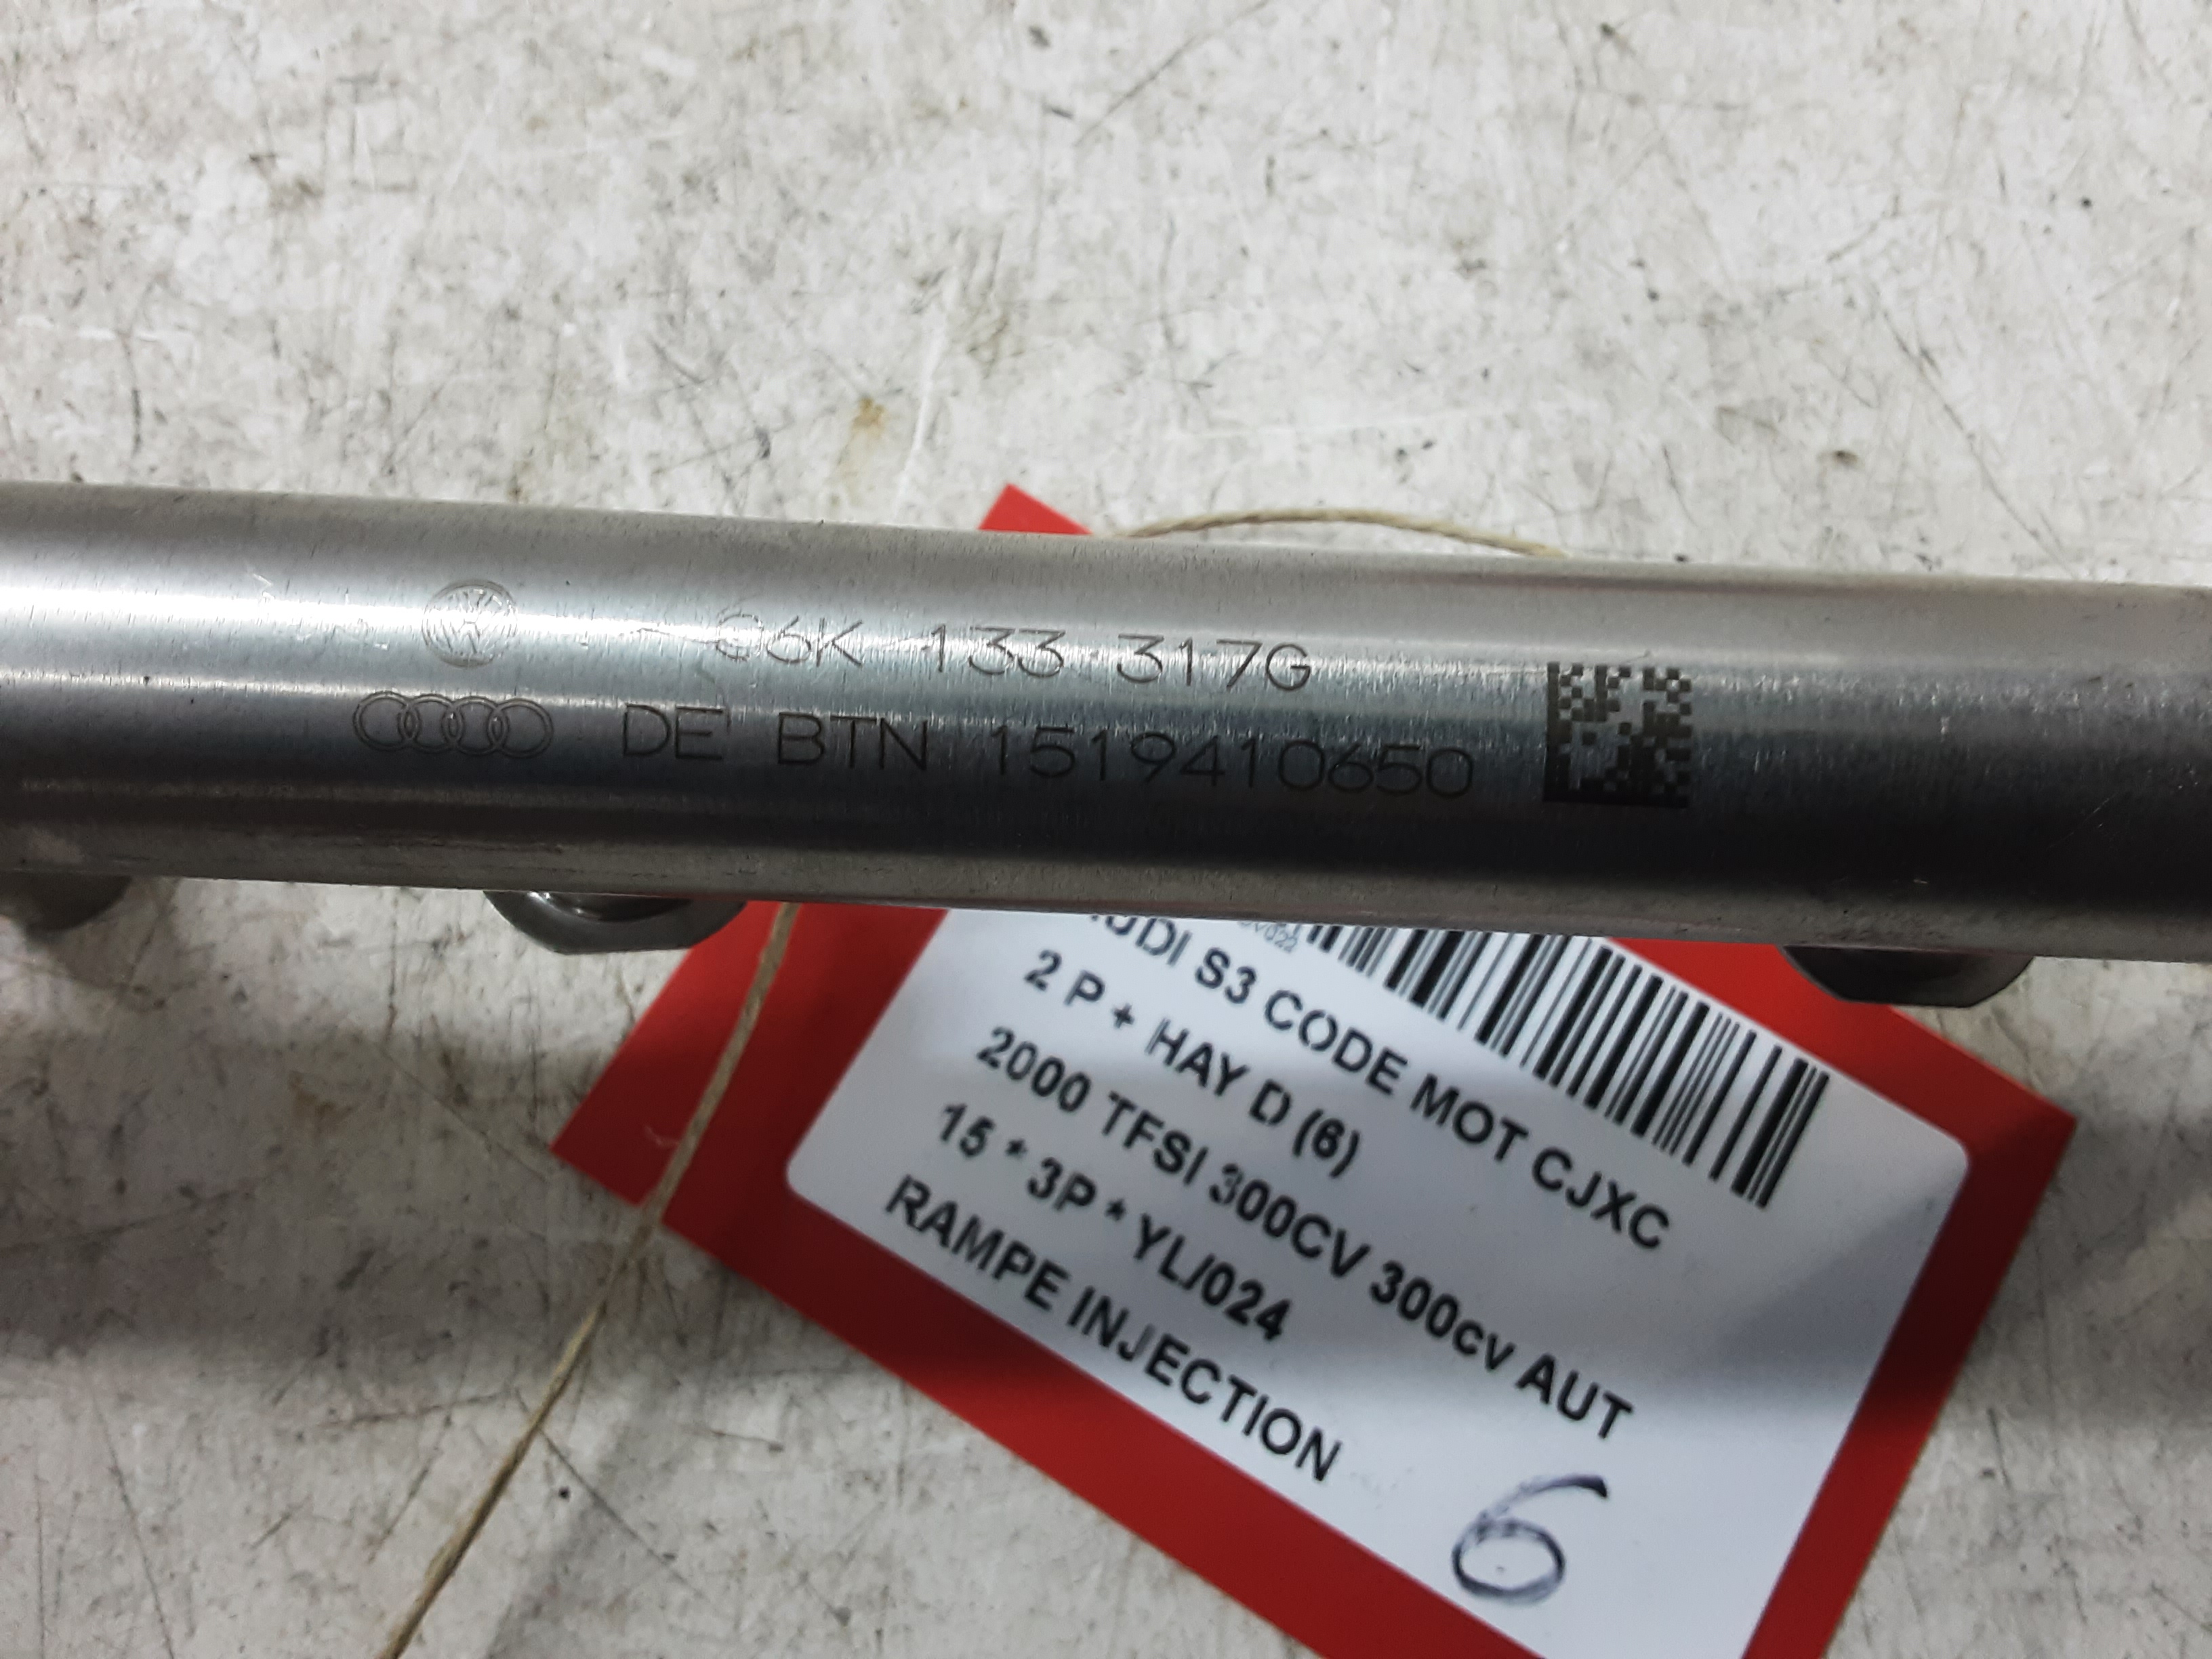 06K 133 317G
DE BTN 1519410650
AUDI S3 CODE MOT CJXC
2 P + HAY D (6)
2000 TFSI 300CV 300cv AUT
15 * 3P * YL/024
RAMPE INJECTION
6